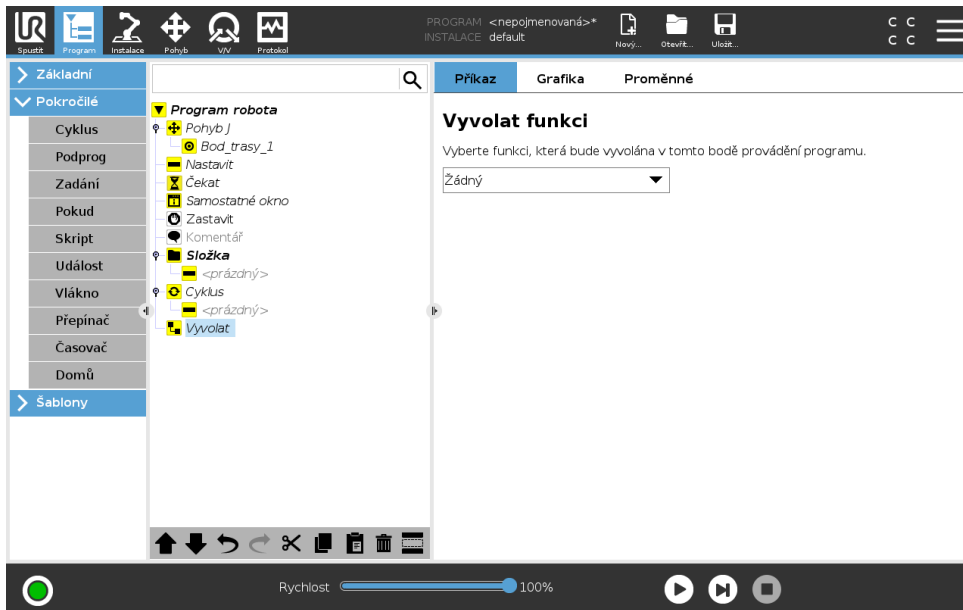 Spustit
Program
Instalace
Pohyb
V/V
Protokol
PROGRAM <nepojmenovaná>*
INSTALACE default
Nový...
Otevřít...
Uložit...
C C
C C
Základní
Pokročilé
Cyklus
Podprog
Zadání
Pokud
Skript
Událost
Vlákno
Přepínač
Časovač
Domů
Šablony
Program robota
Pohyb J
Bod_trasy_1
Nastavit
Čekat
Samostatné okno
Zastavit
Komentář
Složka
<prázdný>
Cyklus
<prázdný>
Vyvolat
Příkaz Grafika Proměnné
Vyvolat funkci
Vyberte funkci, která bude vyvolána v tomto bodě provádění programu.
Žádný
Rychlost 100%